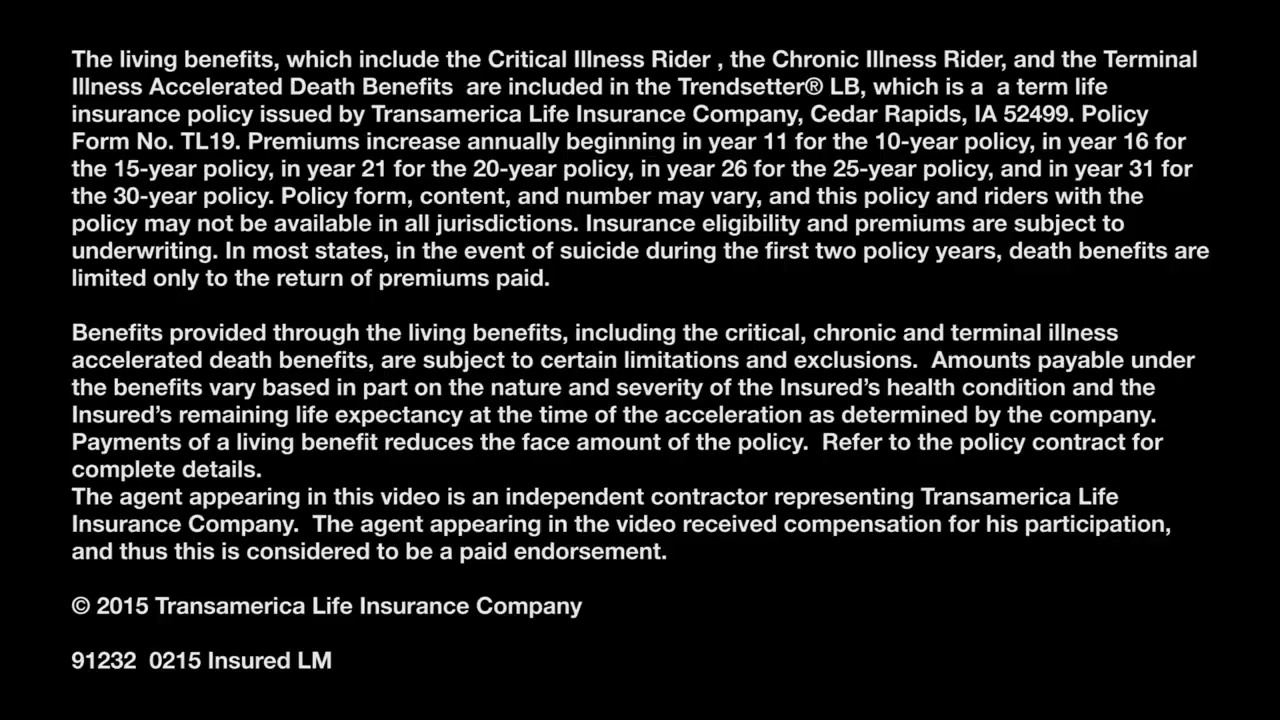 The living benefits, which include the Critical Illness Rider , the Chronic Illness Rider, and the Terminal
Illness Accelerated Death Benefits  are included in the Trendsetter® LB, which is a  a term life
insurance policy issued by Transamerica Life Insurance Company, Cedar Rapids, IA 52499. Policy
Form No. TL19. Premiums increase annually beginning in year 11 for the 10-year policy, in year 16 for
the 15-year policy, in year 21 for the 20-year policy, in year 26 for the 25-year policy, and in year 31 for
the 30-year policy. Policy form, content, and number may vary, and this policy and riders with the
policy may not be available in all jurisdictions. Insurance eligibility and premiums are subject to
underwriting. In most states, in the event of suicide during the first two policy years, death benefits are
limited only to the return of premiums paid.
Benefits provided through the living benefits, including the critical, chronic and terminal illness
accelerated death benefits, are subject to certain limitations and exclusions.  Amounts payable under
the benefits vary based in part on the nature and severity of the Insured’s health condition and the
Insured’s remaining life expectancy at the time of the acceleration as determined by the company.
Payments of a living benefit reduces the face amount of the policy.  Refer to the policy contract for
complete details.
The agent appearing in this video is an independent contractor representing Transamerica Life
Insurance Company.  The agent appearing in the video received compensation for his participation,
and thus this is considered to be a paid endorsement.
© 2015 Transamerica Life Insurance Company
91232  0215 Insured LM